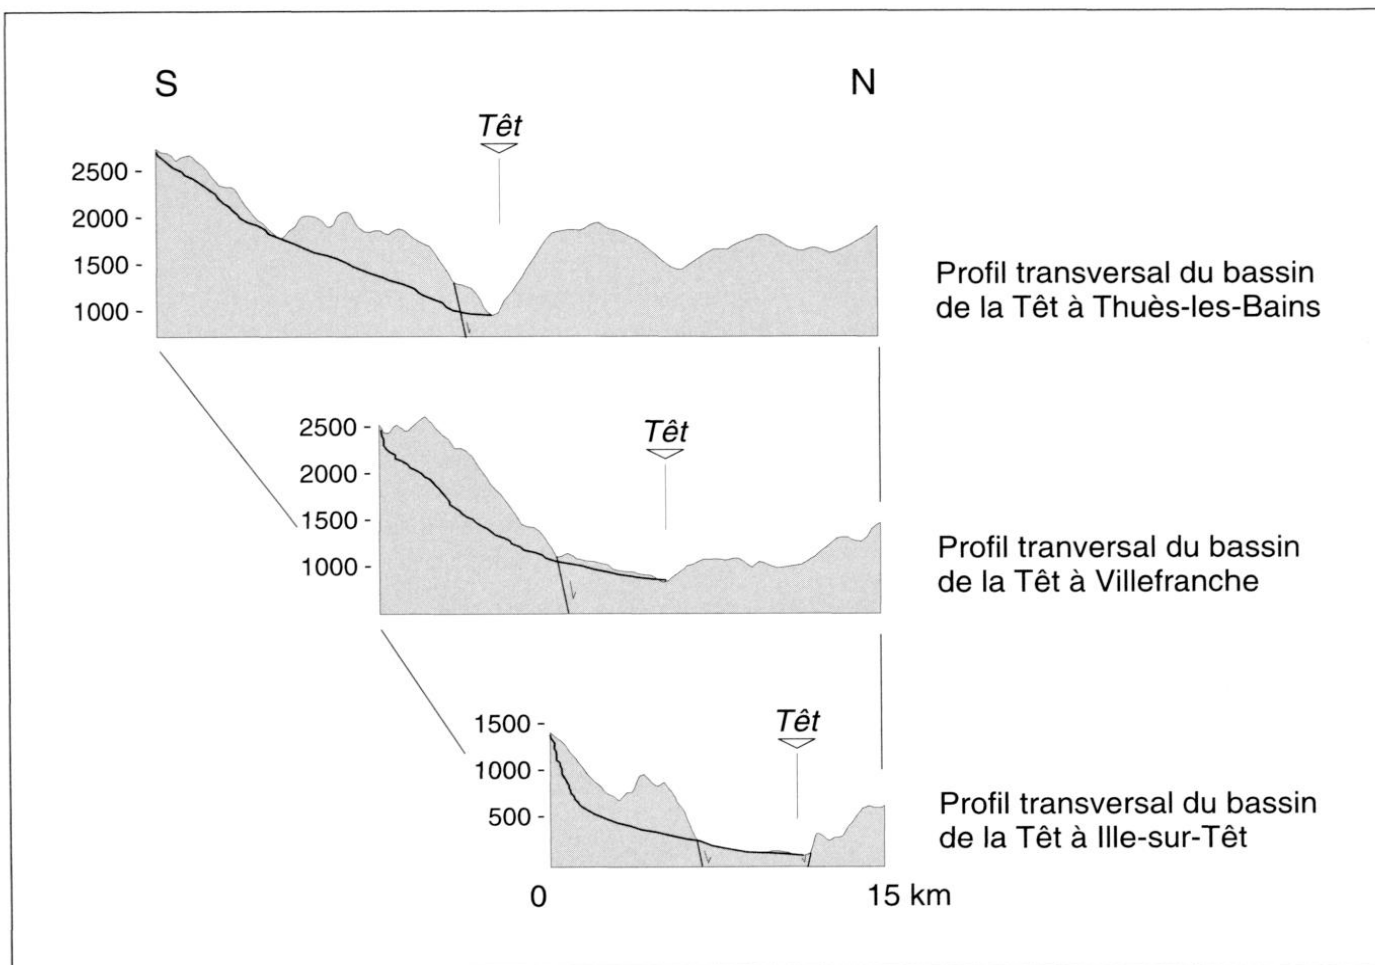 S
N
Têt
2500 -
2000 -
1500 -
1000 -
Profil transversal du bassin
de la Têt à Thuès-les-Bains
Têt
2500 -
2000 -
1500 -
1000 -
Profil tranversal du bassin
de la Têt à Villefranche
Têt
1500 -
1000 -
500 -
Profil transversal du bassin
de la Têt à Ille-sur-Têt
0
15 km